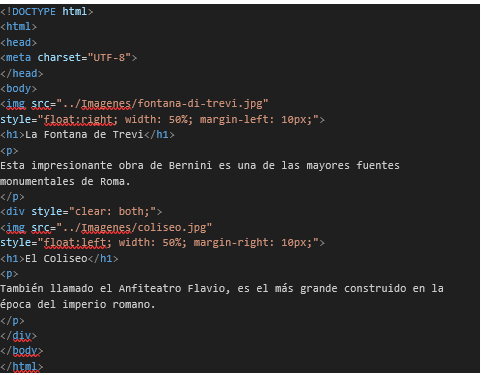 <!DOCTYPE html>
<html>
<head>
<meta charset="UTF-8">
</head>
<body>
<img src="../Imagenes/fontana-di-trevi.jpg"
style="float:right; width: 50%; margin-left: 10px;">
<h1>La Fontana de Trevi</h1>
<p>
Esta impresionante obra de Bernini es una de las mayores fuentes
monumentales de Roma.
</p>
<div style="clear: both;">
<img src="../Imagenes/coliseo.jpg"
style="float:left; width: 50%; margin-right: 10px;">
<h1>El Coliseo</h1>
<p>
También llamado el Anfiteatro Flavio, es el más grande construido en la
época del imperio romano.
</p>
</div>
</body>
</html>